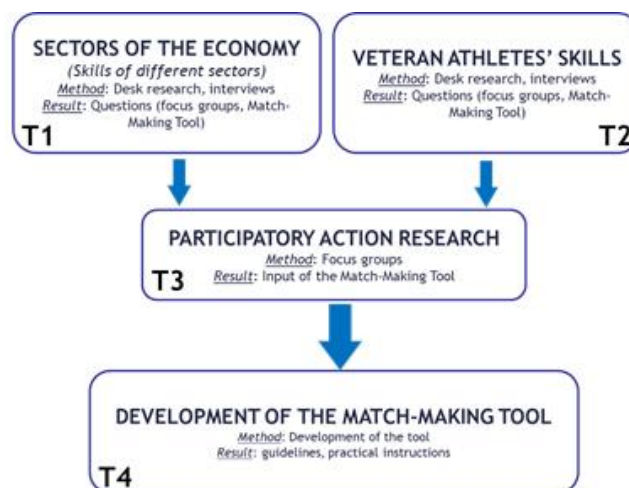 SECTORS OF THE ECONOMY
(Skills of different sectors)
Method: Desk research, interviews
Result: Questions (focus groups, Match-
Making Tool)
T1
VETERAN ATHLETES’ SKILLS
Method: Desk research, interviews
Result: Questions (focus groups, Match-
Making Tool)
T2
PARTICIPATORY ACTION RESEARCH
Method: Focus groups
Result: Input of the Match-Making Tool
T3
DEVELOPMENT OF THE MATCH-MAKING TOOL
Method: Development of the tool
Result: guidelines, practical instructions
T4